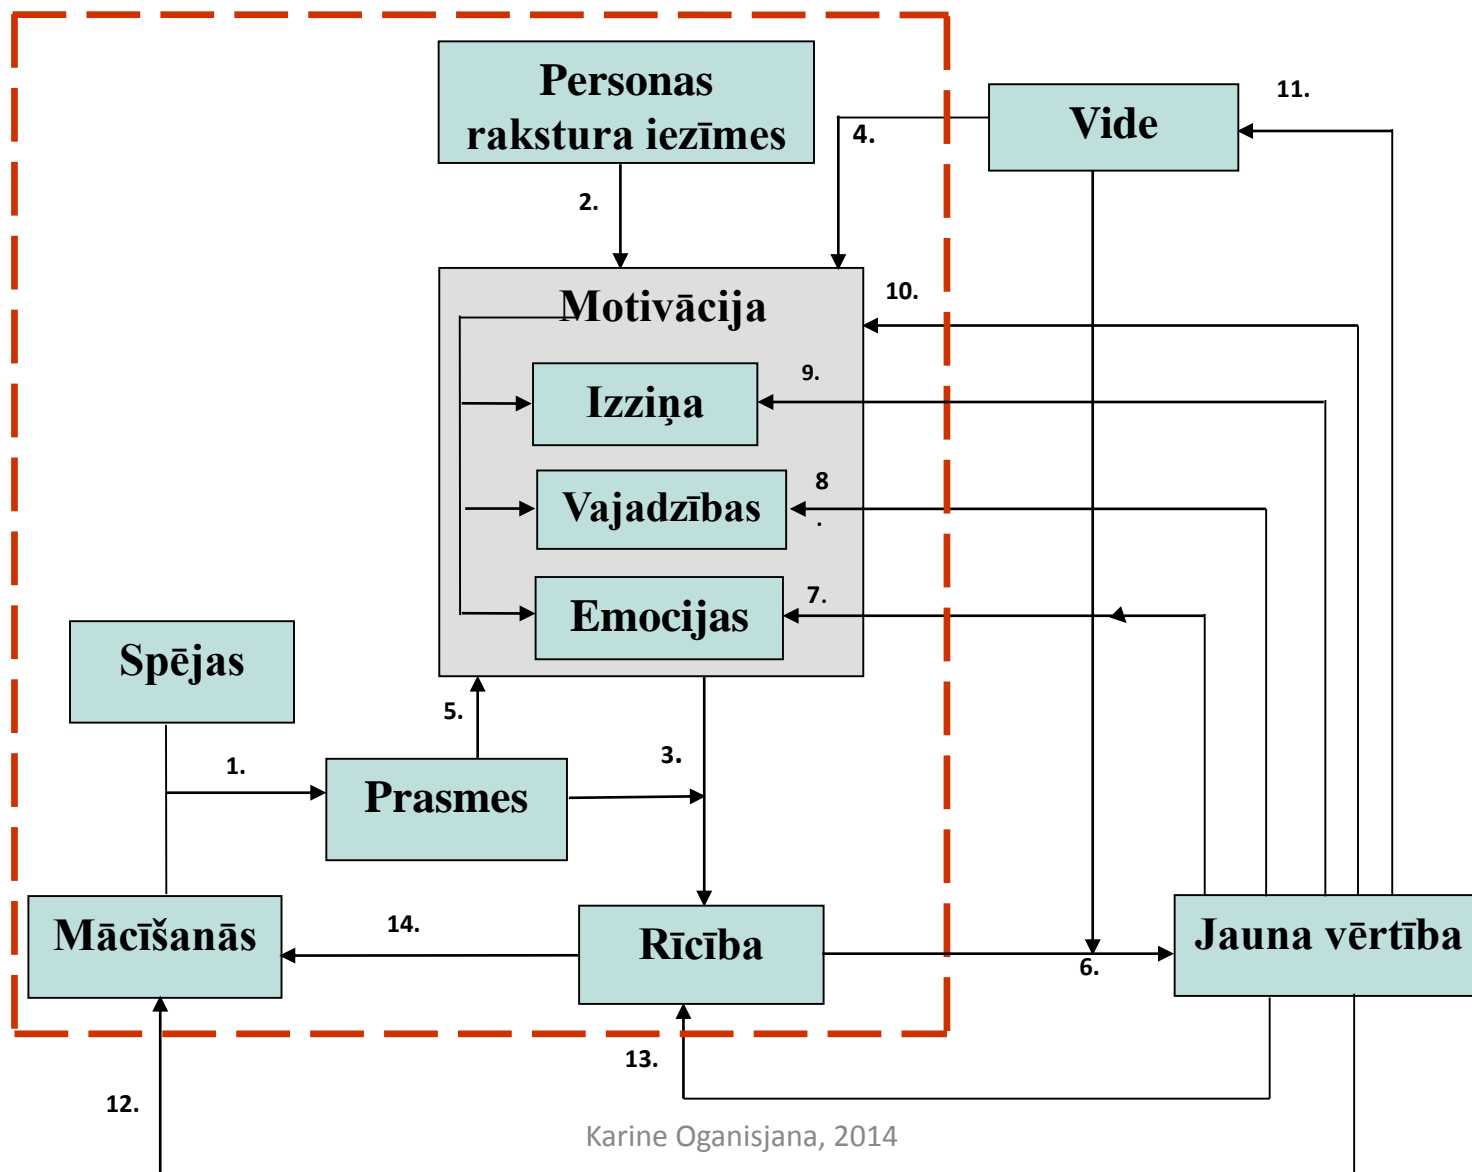 Personas
rakstura iezīmes
Vide
11.
4.
2.
Motivācija
10.
Izziņa
9.
Vajadzības
8
.
Emocijas
7.
Spējas
5.
3.
1.
Prasmes
Mācīšanās
14.
Rīcība
6.
Jauna vērtība
13.
12.
Karine Oganisjana, 2014